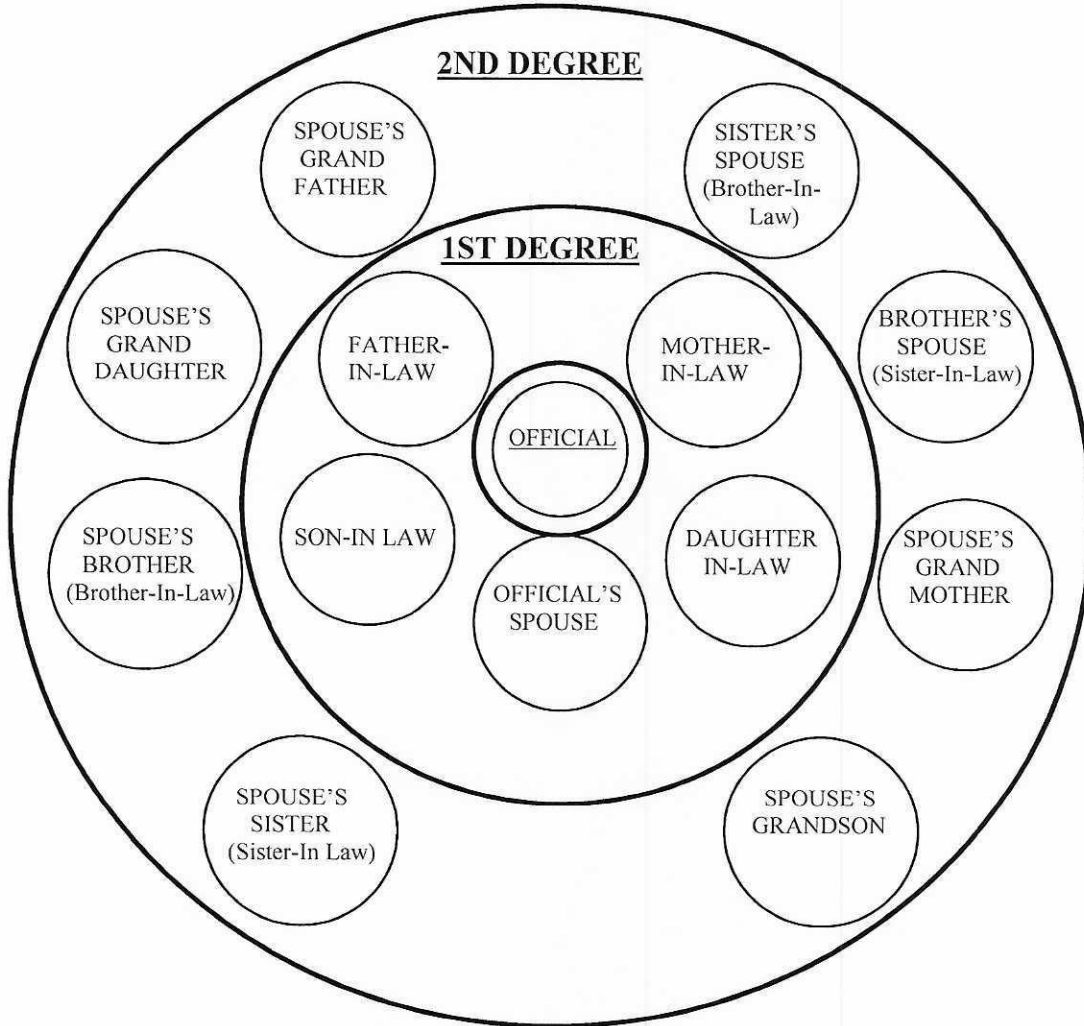 2ND DEGREE
SPOUSE'S
GRAND
FATHER
SISTER'S
SPOUSE
(Brother-In-
Law)
1ST DEGREE
SPOUSE'S
GRAND
DAUGHTER
FATHER-
IN-LAW
MOTHER-
IN-LAW
BROTHER'S
SPOUSE
(Sister-In-Law)
OFFICIAL
SPOUSE'S
BROTHER
(Brother-In-Law)
SON-IN LAW
OFFICIAL'S
SPOUSE
DAUGHTER
IN-LAW
SPOUSE'S
GRAND
MOTHER
SPOUSE'S
SISTER
(Sister-In Law)
SPOUSE'S
GRANDSON